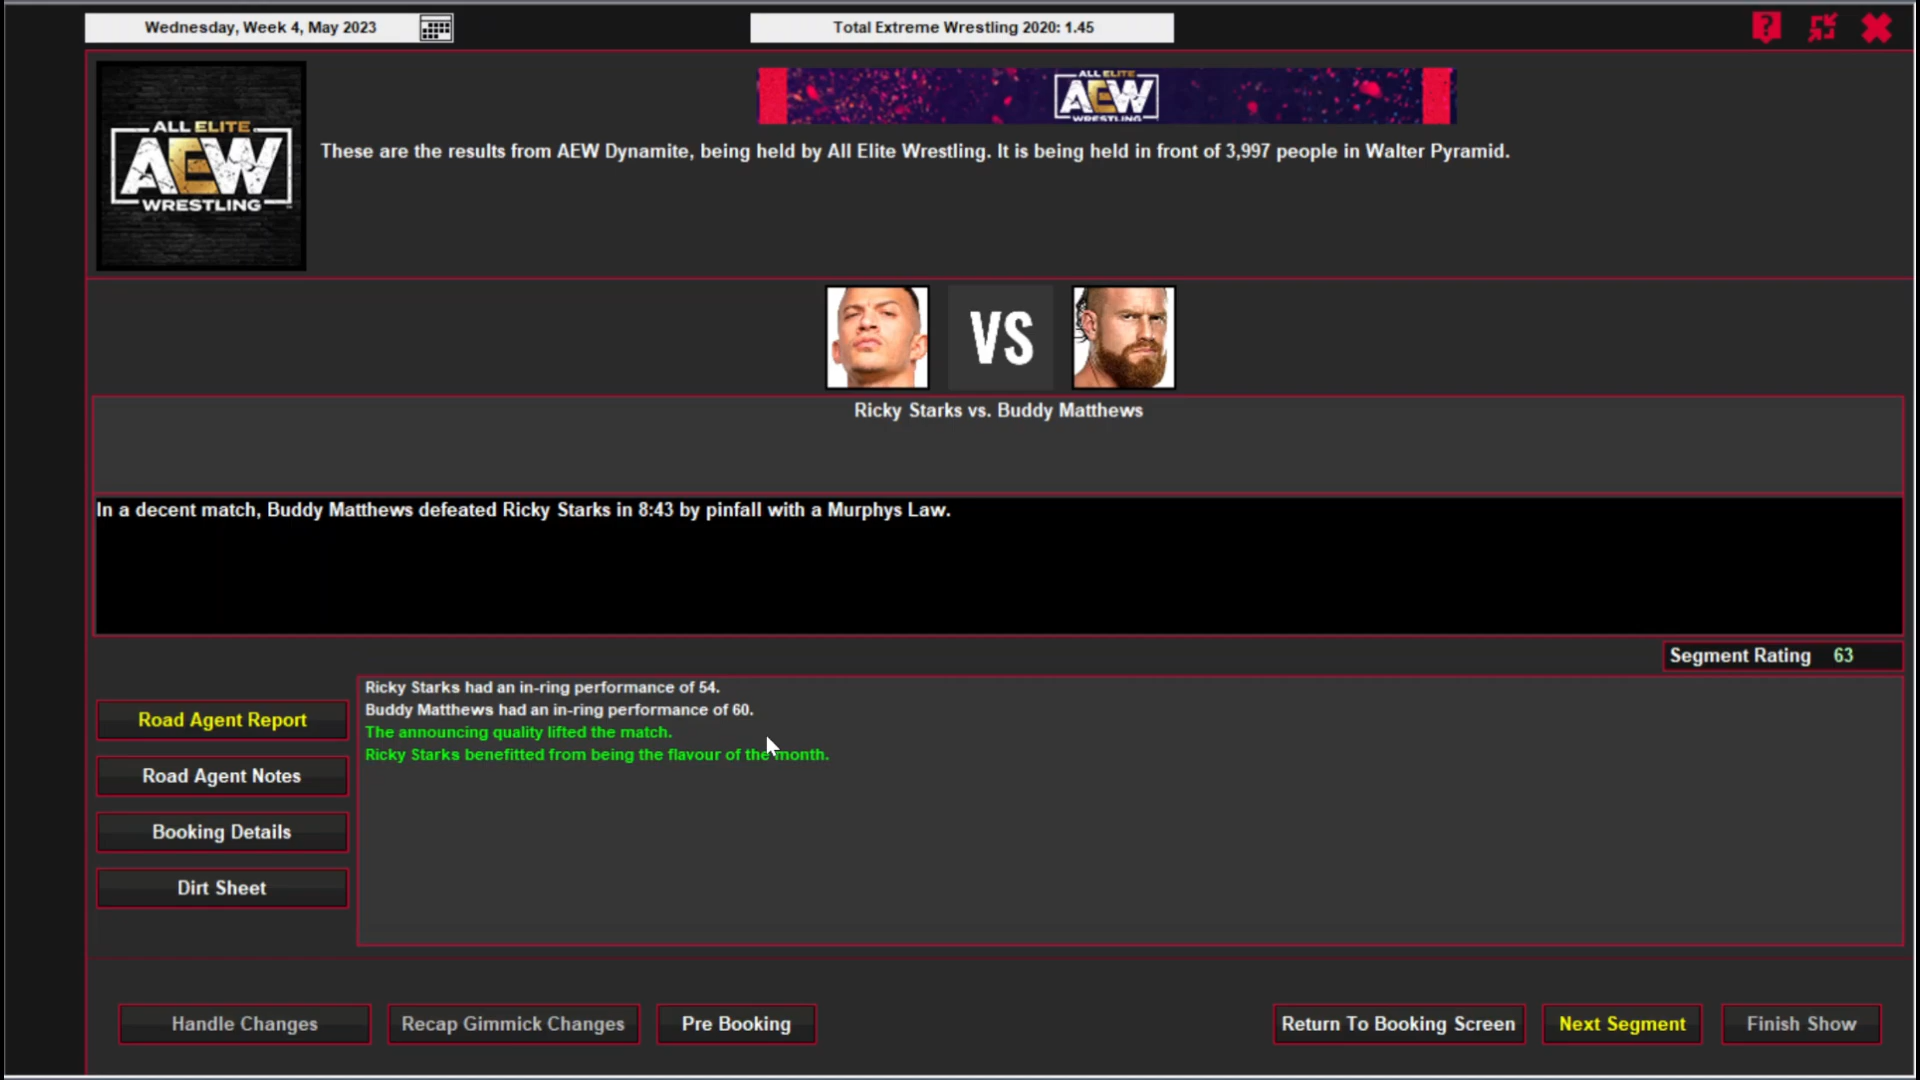 Wednesday, Week 4, May 2023
Total Extreme Wrestling 2020: 1.45
?
ALL ELITE
AEW
WRESTLING
ALL ELITE
AEW
WRESTLING
These are the results from AEW Dynamite, being held by All Elite Wrestling. It is being held in front of 3,997 people in Walter Pyramid.
VS
Ricky Starks vs. Buddy Matthews
In a decent match, Buddy Matthews defeated Ricky Starks in 8:43 by pinfall with a Murphys Law.
Segment Rating 63
Road Agent Report
Road Agent Notes
Booking Details
Dirt Sheet
Ricky Starks had an in-ring performance of 54.
Buddy Matthews had an in-ring performance of 60.
The announcing quality lifted the match.
Ricky Starks benefitted from being the flavour of the month.
Handle Changes
Recap Gimmick Changes
Pre Booking
Return To Booking Screen
Next Segment
Finish Show